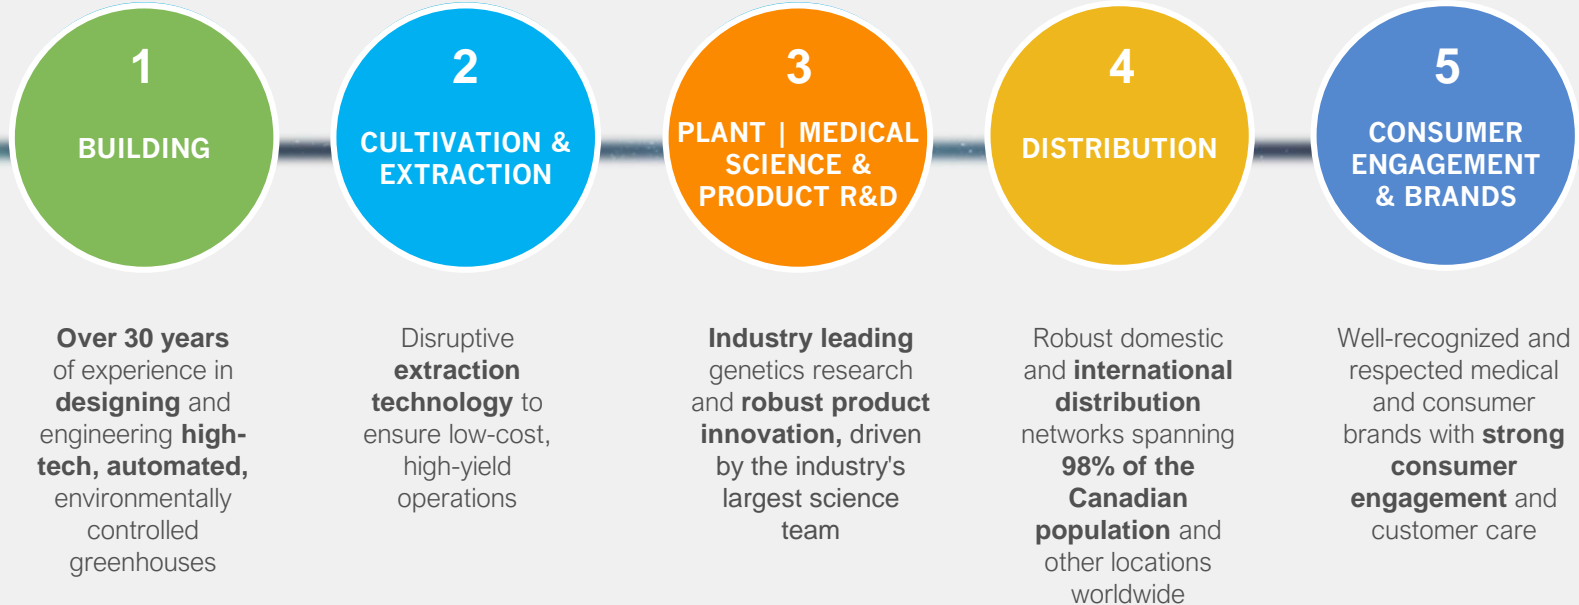 1
BUILDING
Over 30 years
of experience in
designing and
engineering high-
tech, automated,
environmentally
controlled
greenhouses
2
CULTIVATION &
EXTRACTION
Disruptive
extraction
technology to
ensure low-cost,
high-yield
operations
3
PLANT | MEDICAL
SCIENCE &
PRODUCT R&D
Industry leading
genetics research
and robust product
innovation, driven
by the industry's
largest science
team
4
DISTRIBUTION
Robust domestic
and international
distribution
networks spanning
98% of the
Canadian
population and
other locations
worldwide
5
CONSUMER
ENGAGEMENT
& BRANDS
Well-recognized and
respected medical
and consumer
brands with strong
consumer
engagement and
customer care